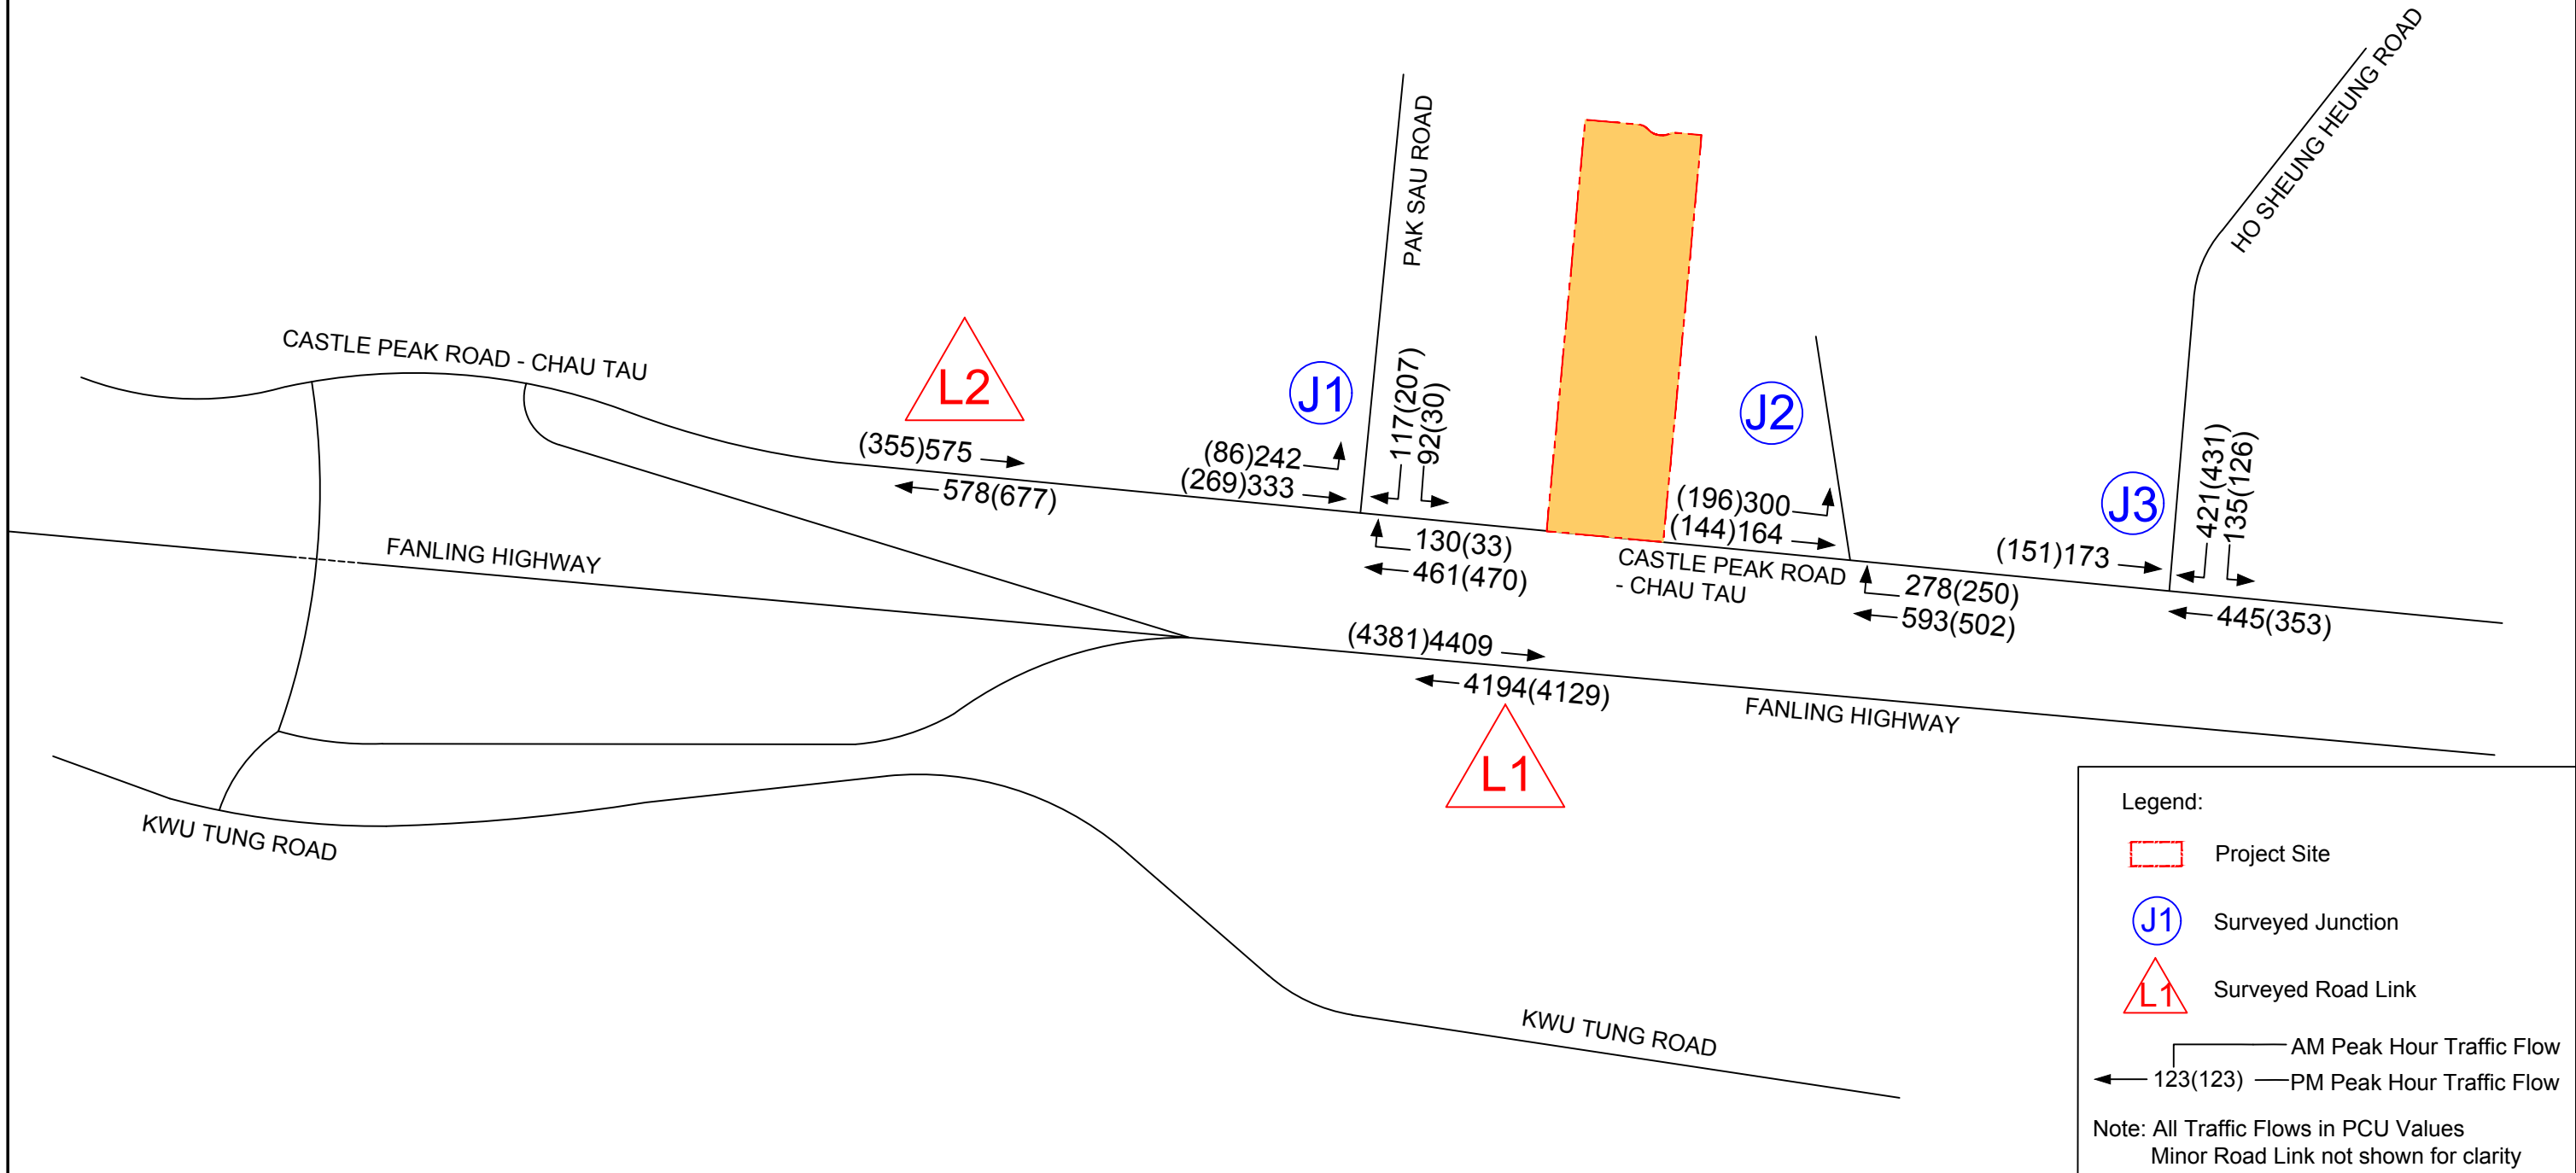 HO SHEUNG HEUNG ROAD
PAK SAU ROAD
CASTLE PEAK ROAD - CHAU TAU
L2
J1
J2
J3
(355)575
578(677)
(86)242
(269)333
117(207)
92(30)
130(33)
461(470)
(196)300
(144)164
CASTLE PEAK ROAD
- CHAU TAU
278(250)
593(502)
(151)173
421(431)
135(126)
445(353)
FANLING HIGHWAY
(4381)4409
4194(4129)
L1
FANLING HIGHWAY
KWU TUNG ROAD
KWU TUNG ROAD
Legend:
Project Site
J1 Surveyed Junction
L1 Surveyed Road Link
AM Peak Hour Traffic Flow
123(123) PM Peak Hour Traffic Flow
Note: All Traffic Flows in PCU Values
Minor Road Link not shown for clarity